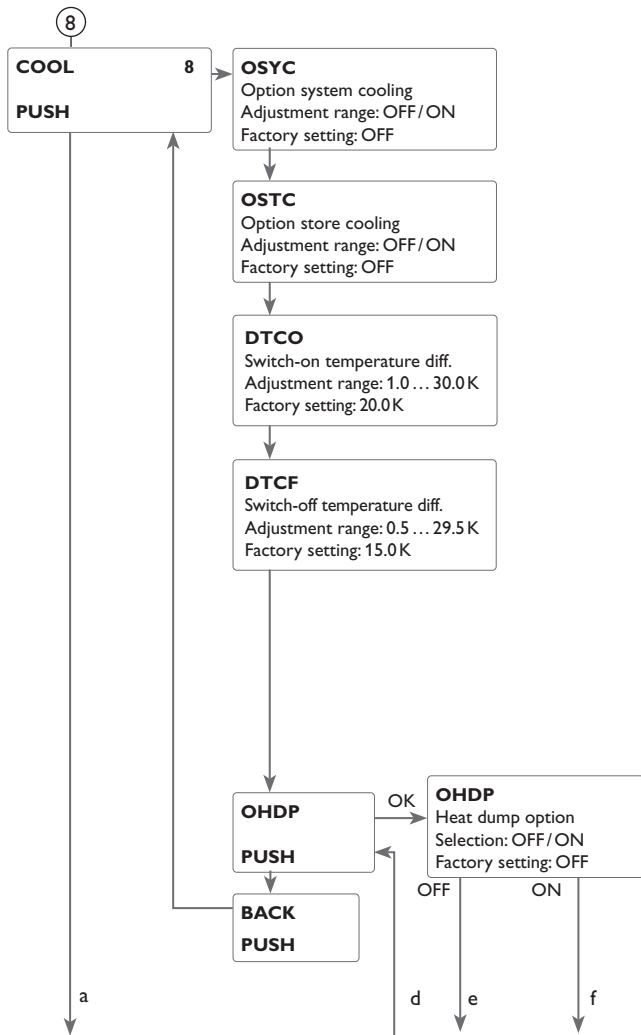 8
COOL 8
PUSH
OSYC
Option system cooling
Adjustment range: OFF / ON
Factory setting: OFF
OSTC
Option store cooling
Adjustment range: OFF / ON
Factory setting: OFF
DTCO
Switch-on temperature diff.
Adjustment range: 1.0 … 30.0 K
Factory setting: 20.0 K
DTCF
Switch-off temperature diff.
Adjustment range: 0.5 … 29.5 K
Factory setting: 15.0 K
OHDP
PUSH
OK
OHDP
Heat dump option
Selection: OFF / ON
Factory setting: OFF
OFF ON
BACK
PUSH
a d e f